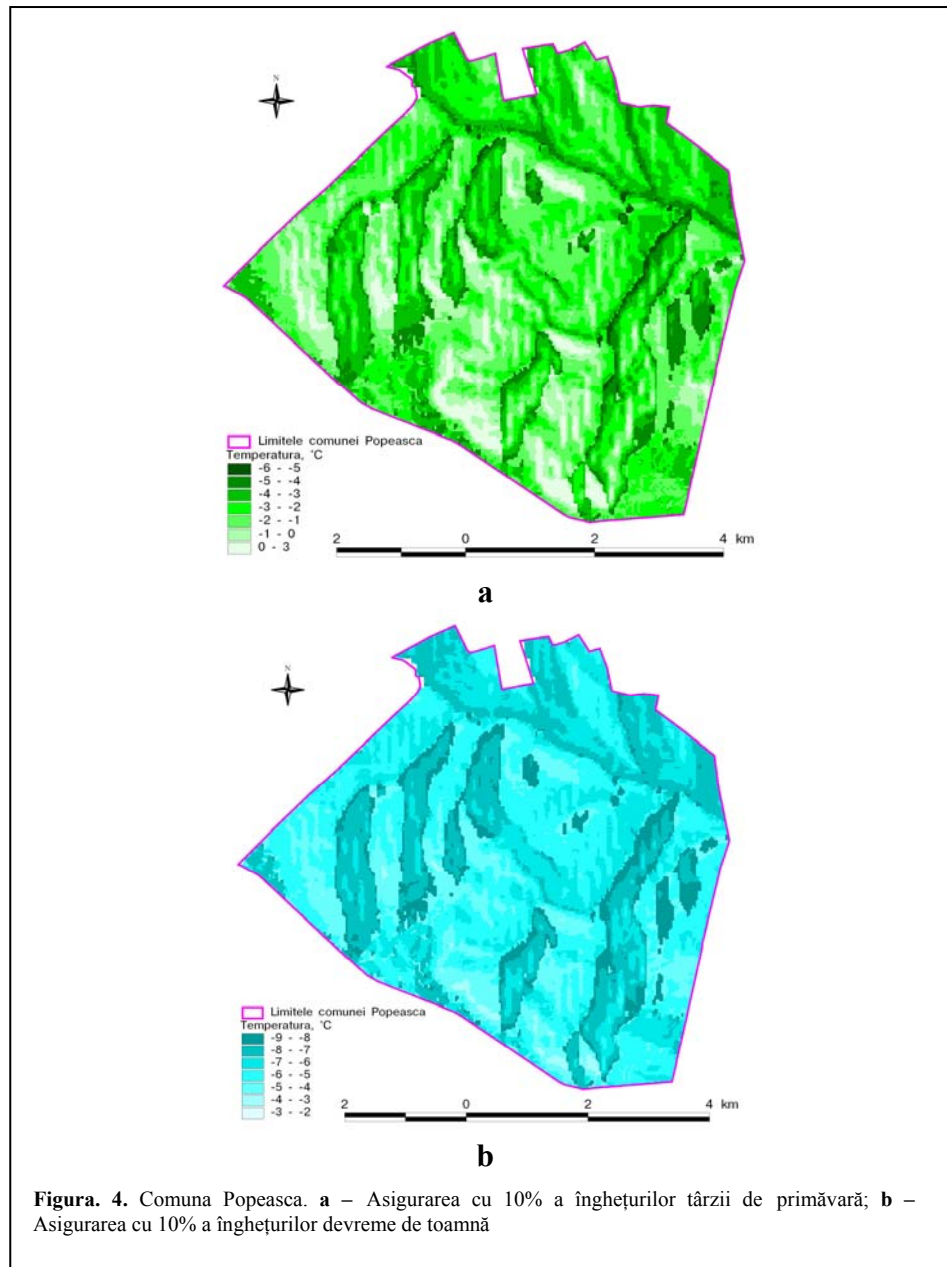 N
Limitele comunei Popeasca
Temperatura, °C
-6 - -5
-5 - -4
-4 - -3
-3 - -2
-2 - -1
-1 - 0
0 - 3
2 0 2 4 km
a
N
Limitele comunei Popeasca
Temperatura, °C
-9 - -8
-8 - -7
-7 - -6
-6 - -5
-5 - -4
-4 - -3
-3 - -2
2 0 2 4 km
b
Figura. 4. Comuna Popeasca. a – Asigurarea cu 10% a înghețurilor târzii de primăvară; b –
Asigurarea cu 10% a înghețurilor devreme de toamnă